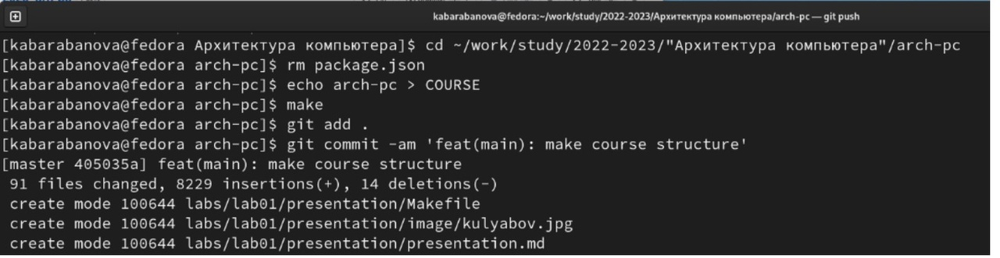 kabarabanova@fedora:~/work/study/2022-2023/Архитектура компьютера/arch-pc — git push
[kabarabanova@fedora Архитектура компьютера]$ cd ~/work/study/2022-2023/"Архитектура компьютера"/arch-pc
[kabarabanova@fedora arch-pc]$ rm package.json
[kabarabanova@fedora arch-pc]$ echo arch-pc > COURSE
[kabarabanova@fedora arch-pc]$ make
[kabarabanova@fedora arch-pc]$ git add .
[kabarabanova@fedora arch-pc]$ git commit -am 'feat(main): make course structure'
[master 405035a] feat(main): make course structure
 91 files changed, 8229 insertions(+), 14 deletions(-)
 create mode 100644 labs/lab01/presentation/Makefile
 create mode 100644 labs/lab01/presentation/image/kulyabov.jpg
 create mode 100644 labs/lab01/presentation/presentation.md